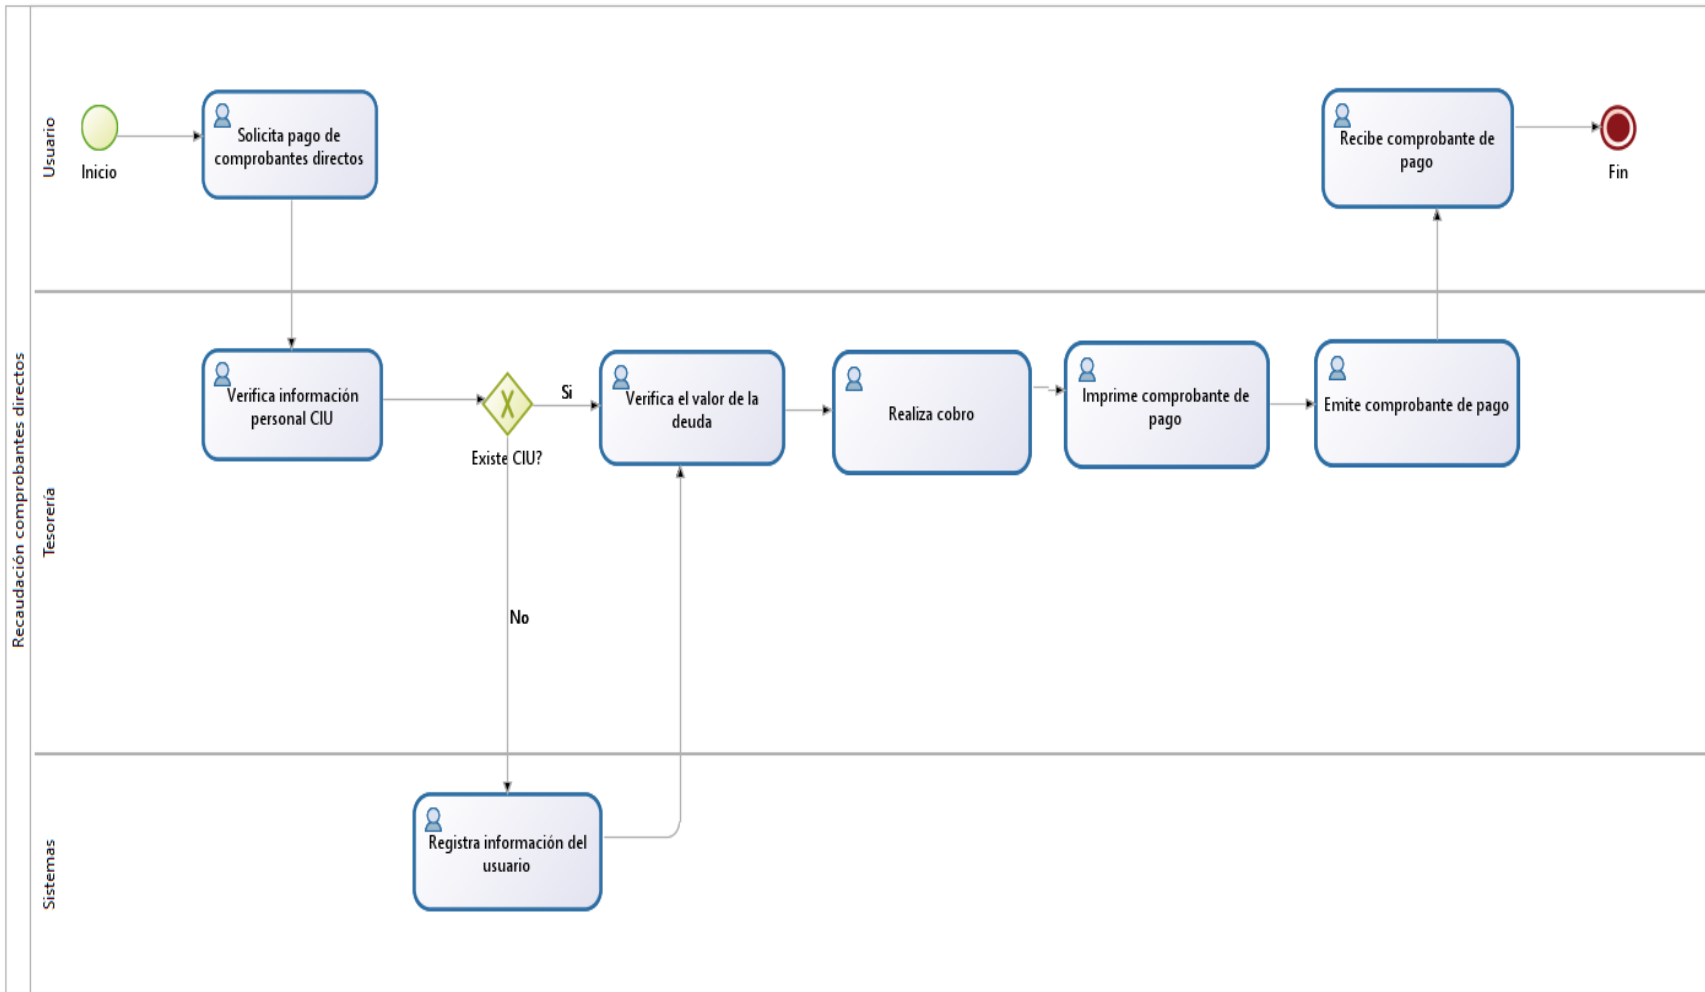 Recaudación comprobantes directos
Usuario
Inicio
Solicita pago de
comprobantes directos
Recibe comprobante de
pago
Fin
Tesorería
Verifica información
personal CIU
Existe CIU?
Si
No
Verifica el valor de la
deuda
Realiza cobro
Imprime comprobante de
pago
Emite comprobante de pago
Sistemas
Registra información del
usuario